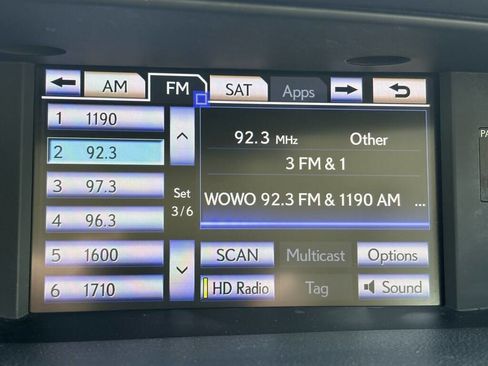 AM FM SAT Apps
1 1190
2 92.3
3 97.3
4 96.3
5 1600
6 1710
Set
3/6
92.3 MHz Other
3 FM & 1
WOWO 92.3 FM & 1190 AM ...
SCAN Multicast Options
HD Radio Tag Sound
PA